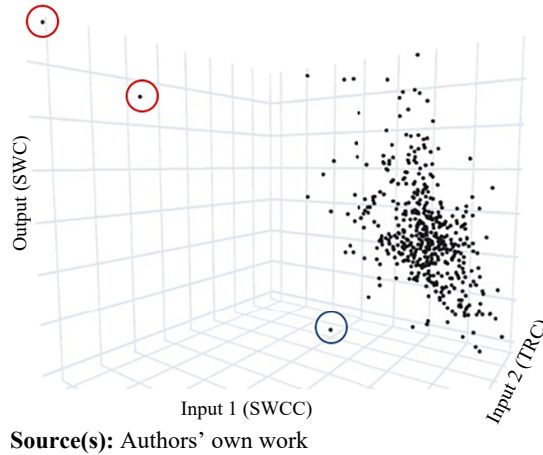 Output (SWC)
Input 1 (SWCC)
Input 2 (TRC)
Source(s): Authors’ own work